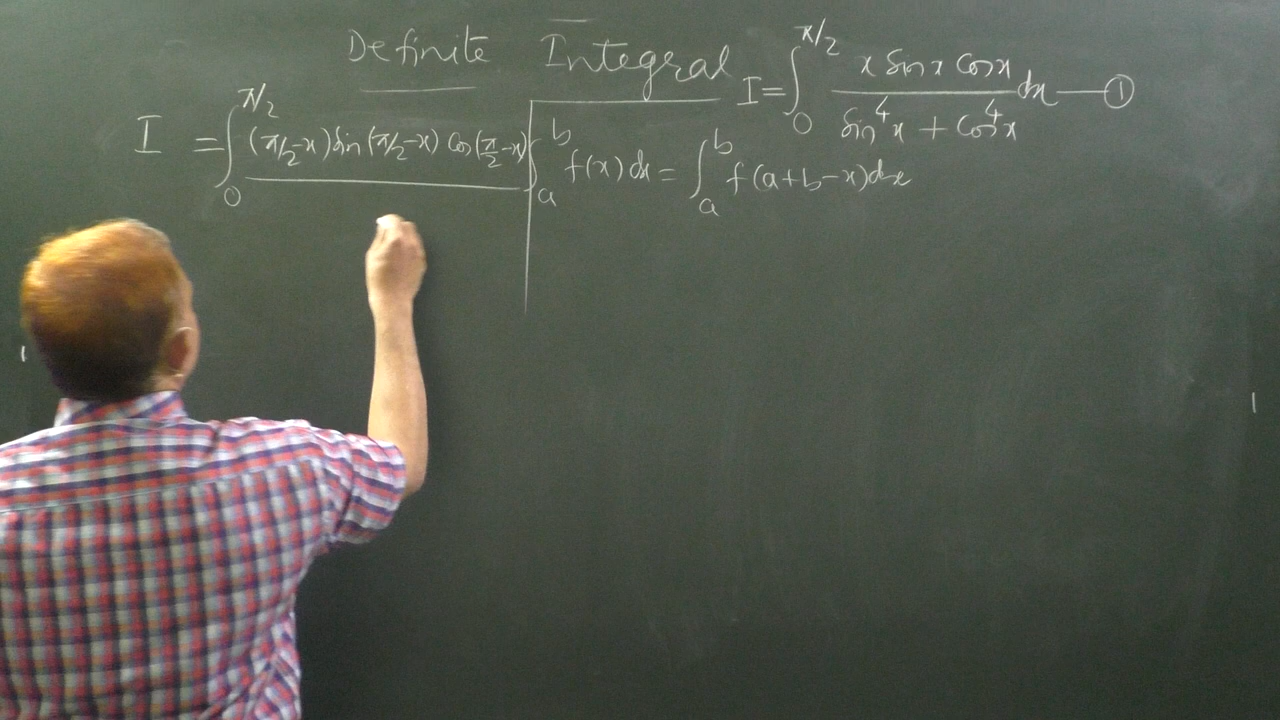 Definite Integral
I = ∫₀^(π/2) (x Sin x Cos x)/(Sin⁴x + Cos⁴x) dx —— ①
I = ∫₀^(π/2) (π/2-x) Sin (π/2-x) Cos(π/2-x)
∫ₐᵇ f(x) dx = ∫ₐᵇ f(a+b-x) dx